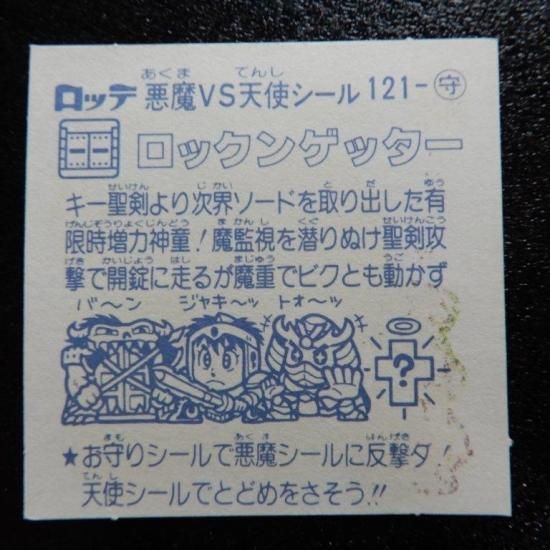 ロッテ 悪魔VS天使シール 121-守
ロックンゲッター
キー聖剣より次界ソードを取り出した有
限時増力神童!魔監視を潜りぬけ聖剣攻
撃で開錠に走るが魔重でビクとも動かず
バ〜ン ジャキ〜ッ トォ〜ッ
?
★お守りシールで悪魔シールに反撃ダ!
天使シールでとどめをさそう!!